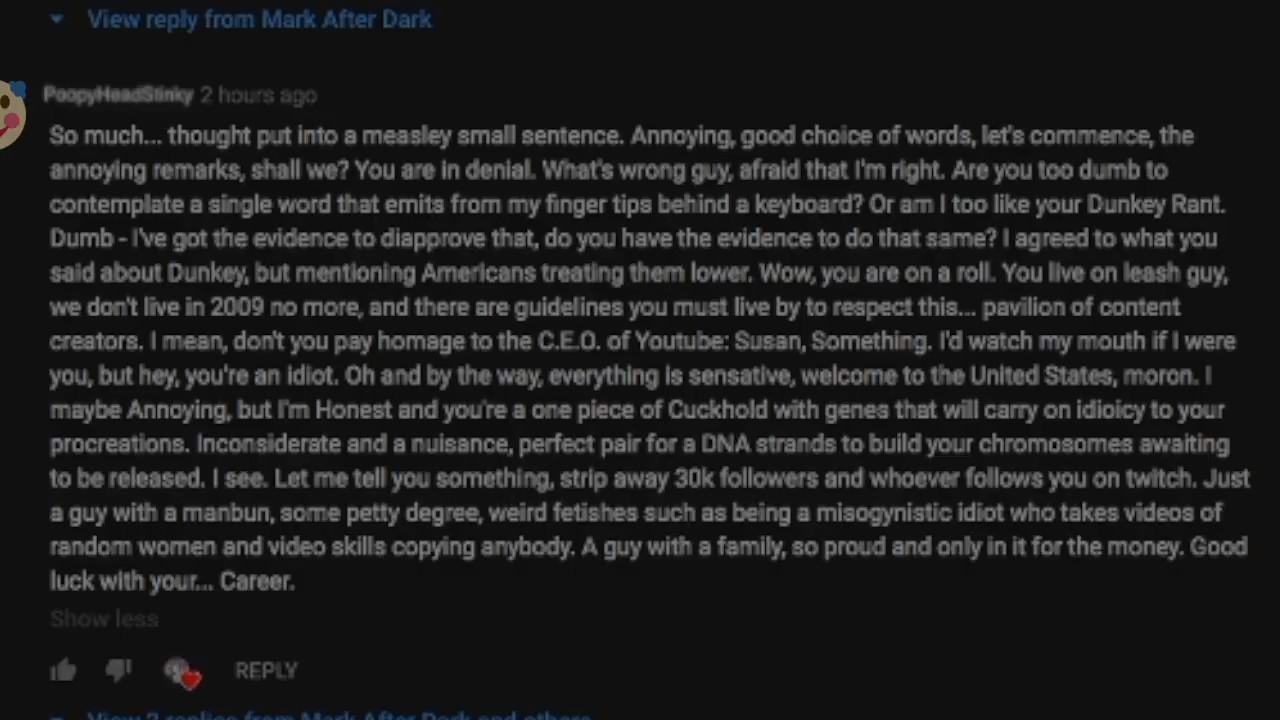 View reply from Mark After Dark
PoopyHeadStinky 2 hours ago
So much... thought put into a measley small sentence. Annoying, good choice of words, let's commence, the
annoying remarks, shall we? You are in denial. What's wrong guy, afraid that I'm right. Are you too dumb to
contemplate a single word that emits from my finger tips behind a keyboard? Or am I too like your Dunkey Rant.
Dumb - I've got the evidence to diapprove that, do you have the evidence to do that same? I agreed to what you
said about Dunkey, but mentioning Americans treating them lower. Wow, you are on a roll. You live on leash guy,
we don't live in 2009 no more, and there are guidelines you must live by to respect this... pavilion of content
creators. I mean, don't you pay homage to the C.E.O. of Youtube: Susan, Something. I'd watch my mouth if I were
you, but hey, you're an idiot. Oh and by the way, everything is sensative, welcome to the United States, moron. I
maybe Annoying, but I'm Honest and you're a one piece of Cuckhold with genes that will carry on idioicy to your
procreations. Inconsiderate and a nuisance, perfect pair for a DNA strands to build your chromosomes awaiting
to be released. I see. Let me tell you something, strip away 30k followers and whoever follows you on twitch. Just
a guy with a manbun, some petty degree, weird fetishes such as being a misogynistic idiot who takes videos of
random women and video skills copying anybody. A guy with a family, so proud and only in it for the money. Good
luck with your... Career.
Show less
REPLY
View 2 replies from Mark After Dark and others